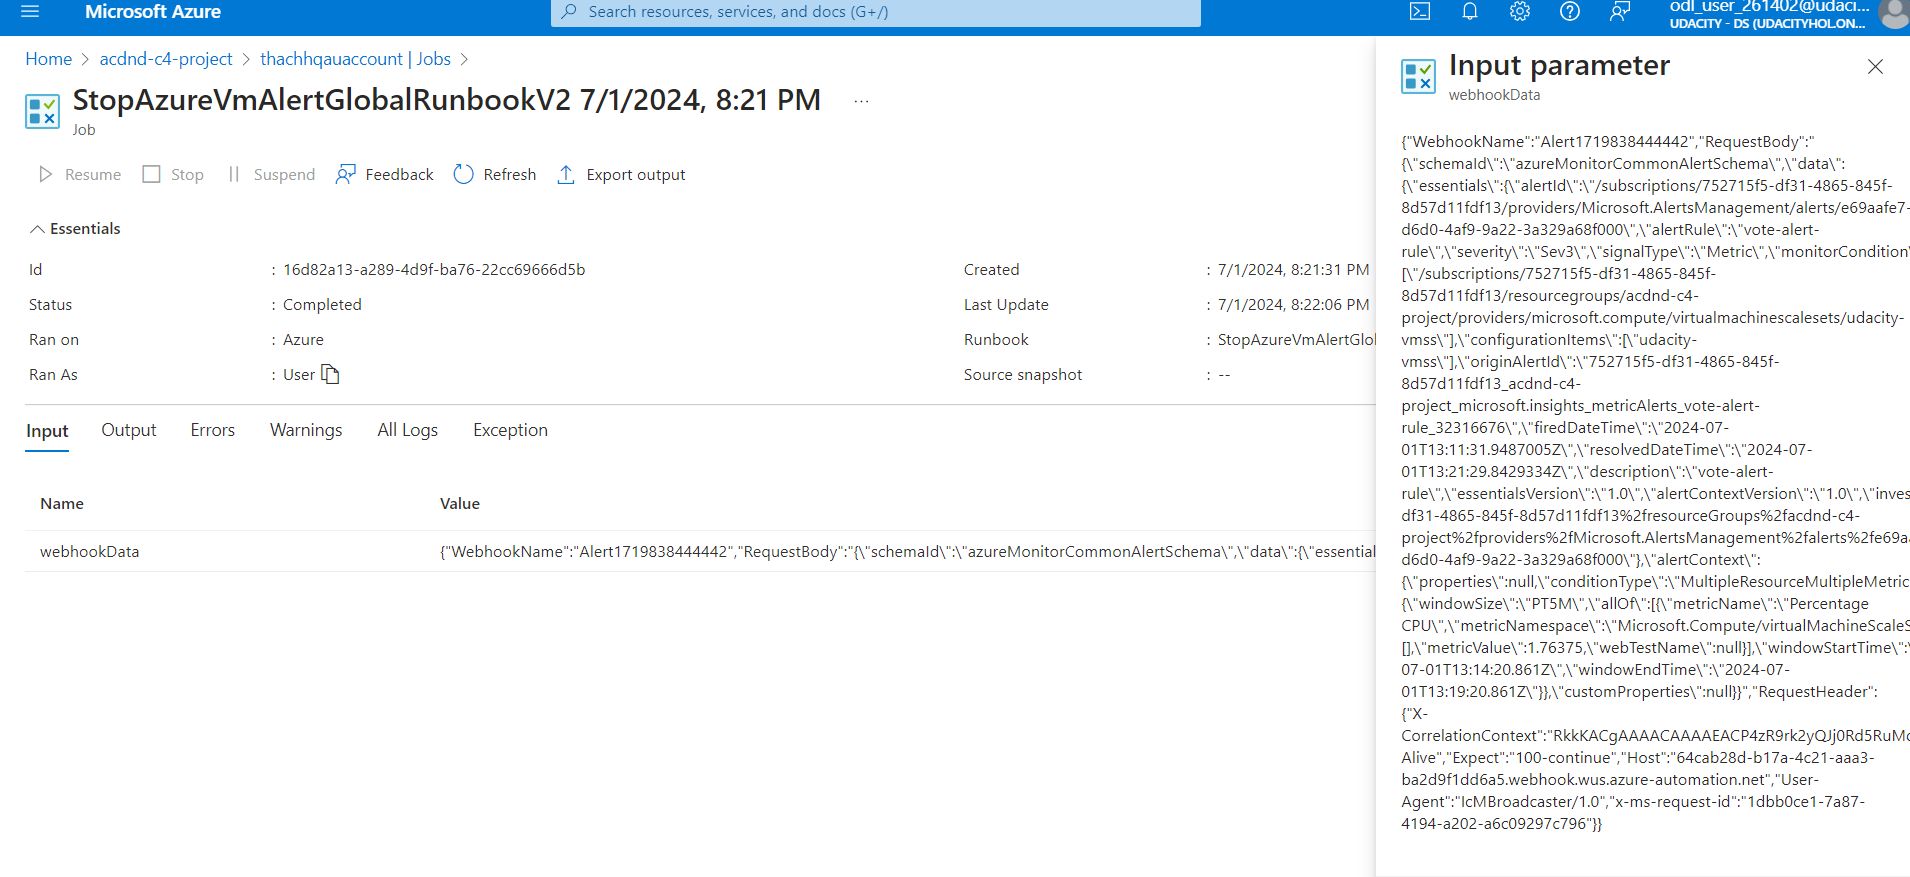 Microsoft Azure
Search resources, services, and docs (G+/)
odl_user_261402@udaci...
UDACITY - DS (UDACITYHOL.ON...
Home > acdnd-c4-project > thachhqauaccount | Jobs >
StopAzureVmAlertGlobalRunbookV2 7/1/2024, 8:21 PM ...
Job
Resume Stop Suspend Feedback Refresh Export output
Essentials
Id : 16d82a13-a289-4d9f-ba76-22cc69666d5b
Created : 7/1/2024, 8:21:31 PM
Status : Completed
Last Update : 7/1/2024, 8:22:06 PM
Ran on : Azure
Runbook : StopAzureVmAlertGlol
Ran As : User
Source snapshot : --
Input Output Errors Warnings All Logs Exception
Name Value
webhookData {"WebhookName":"Alert1719838444442","RequestBody":"{\"schemaId\":\"azureMonitorCommonAlertSchema\",\"data\":{\"essential
Input parameter
webhookData
{"WebhookName":"Alert1719838444442","RequestBody":"
{\"schemaId\":\"azureMonitorCommonAlertSchema\",\"data\":
{\"essentials\":{\"alertId\":\"/subscriptions/752715f5-df31-4865-845f-
8d57d11fdf13/providers/Microsoft.AlertsManagement/alerts/e69aafe7-
d6d0-4af9-9a22-3a329a68f000\",\"alertRule\":\"vote-alert-
rule\",\"severity\":\"Sev3\",\"signalType\":\"Metric\",\"monitorCondition\
[\"/subscriptions/752715f5-df31-4865-845f-
8d57d11fdf13/resourcegroups/acdnd-c4-
project/providers/microsoft.compute/virtualmachinescalesets/udacity-
vmss\"],\"configurationItems\":[\"udacity-
vmss\"],\"originAlertId\":\"752715f5-df31-4865-845f-
8d57d11fdf13_acdnd-c4-
project_microsoft.insights_metricAlerts_vote-alert-
rule_32316676\",\"firedDateTime\":\"2024-07-
01T13:11:31.9487005Z\",\"resolvedDateTime\":\"2024-07-
01T13:21:29.8429334Z\",\"description\":\"vote-alert-
rule\",\"essentialsVersion\":\"1.0\",\"alertContextVersion\":\"1.0\",\"inves
df31-4865-845f-8d57d11fdf13%2fresourceGroups%2facdnd-c4-
project%2fproviders%2fMicrosoft.AlertsManagement%2falerts%2fe69aa
d6d0-4af9-9a22-3a329a68f000\"},\"alertContext\":
{\"properties\":null,\"conditionType\":\"MultipleResourceMultipleMetric
{\"windowSize\":\"PT5M\",\"allOf\":[{\"metricName\":\"Percentage
CPU\",\"metricNamespace\":\"Microsoft.Compute/virtualMachineScaleS
[],\"metricValue\":1.76375,\"webTestName\":null}],\"windowStartTime\":\
07-01T13:14:20.861Z\",\"windowEndTime\":\"2024-07-
01T13:19:20.861Z\"}},\"customProperties\":null}}","RequestHeader":
{"X-
CorrelationContext":"RkkKACgAAAACAAAAEACP4zR9rk2yQJj0Rd5RuMc
Alive","Expect":"100-continue","Host":"64cab28d-b17a-4c21-aaa3-
ba2d9f1dd6a5.webhook.wus.azure-automation.net","User-
Agent":"IcMBroadcaster/1.0","x-ms-request-id":"1dbb0ce1-7a87-
4194-a202-a6c09297c796"}}